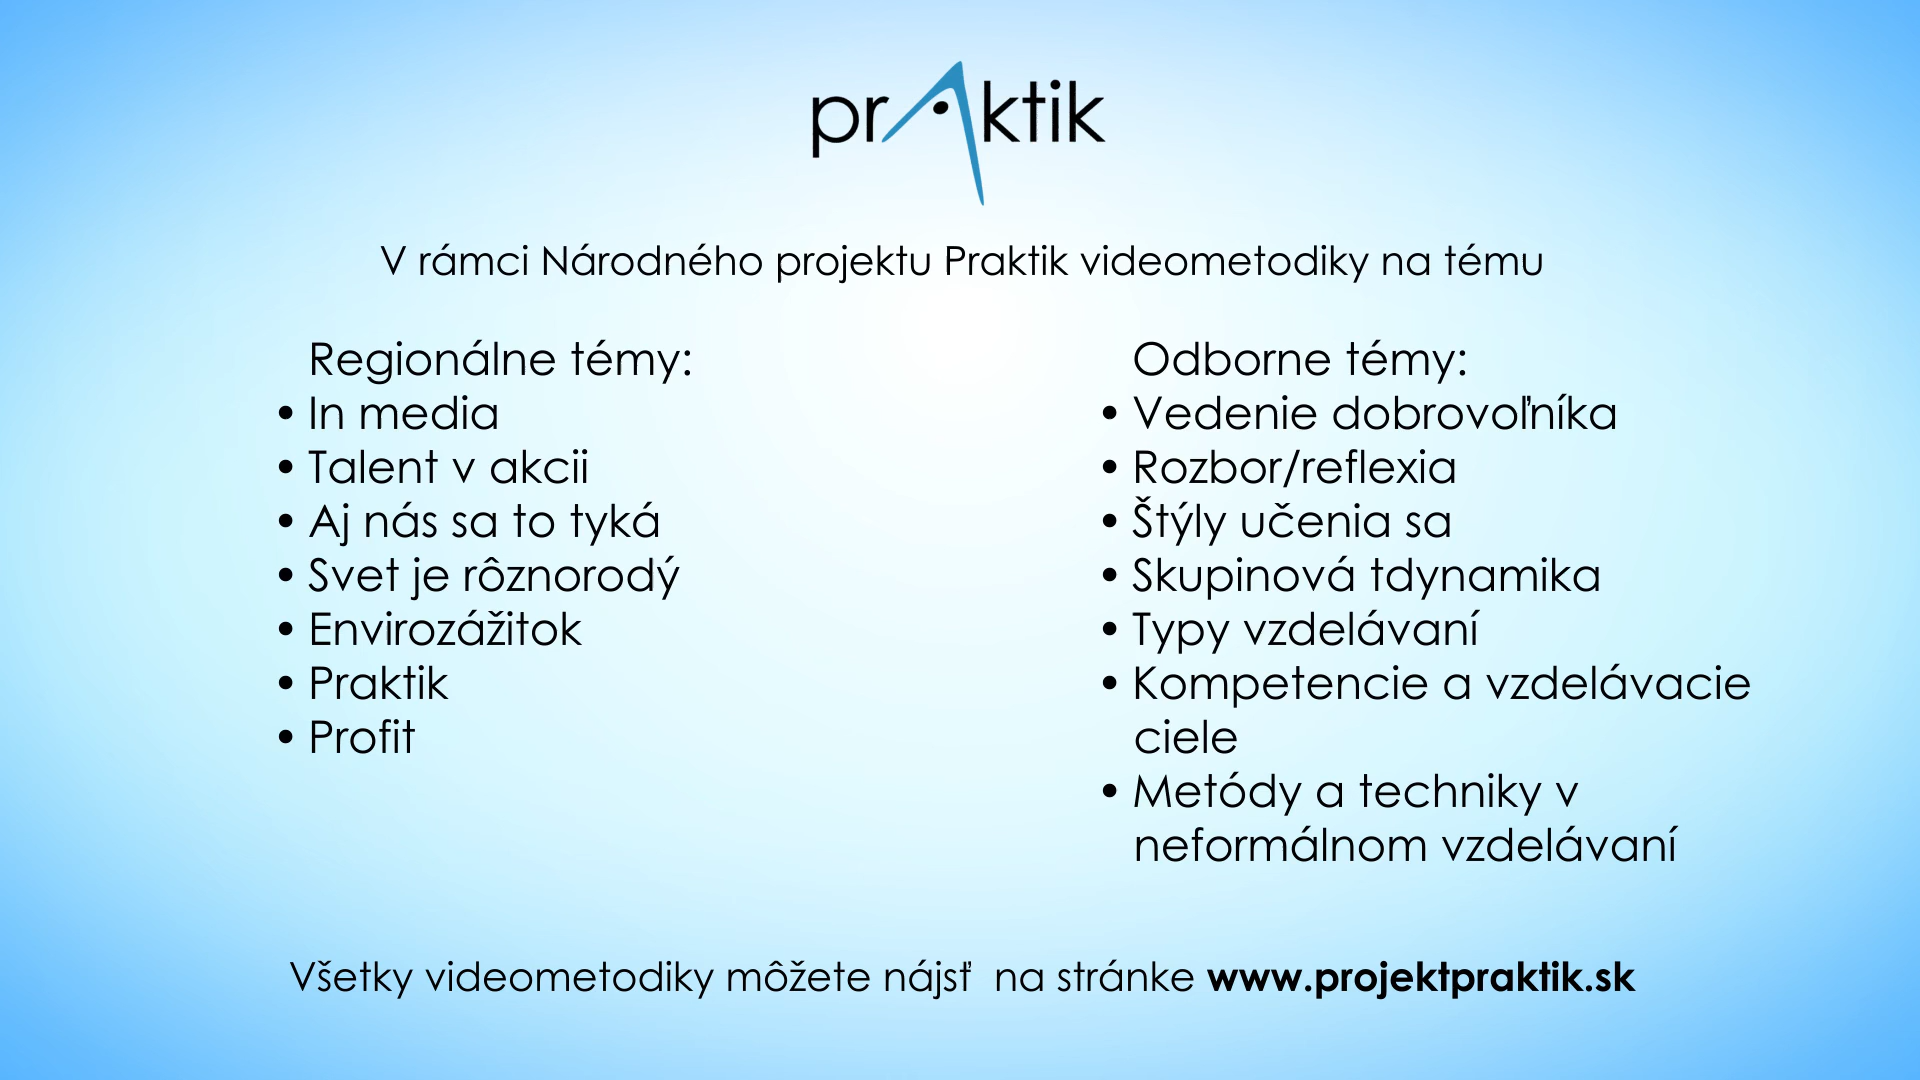 prAktik
V rámci Národného projektu Praktik videometodiky na tému
Regionálne témy:
• In media
• Talent v akcii
• Aj nás sa to tyká
• Svet je rôznorodý
• Envirozážitok
• Praktik
• Profit
Odborne témy:
• Vedenie dobrovoľníka
• Rozbor/reflexia
• Štýly učenia sa
• Skupinová tdynamika
• Typy vzdelávaní
• Kompetencie a vzdelávacie
ciele
• Metódy a techniky v
neformálnom vzdelávaní
Všetky videometodiky môžete nájsť na stránke www.projektpraktik.sk